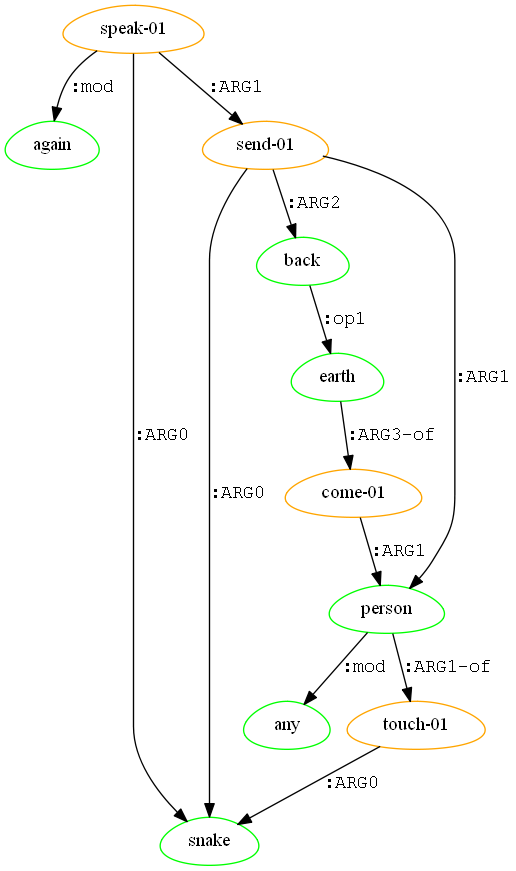 speak-01
:mod
:ARG1
again
send-01
:ARG2
back
:op1
:ARG1
earth
:ARG3-of
:ARG0
:ARG0
come-01
:ARG1
person
:mod
:ARG1-of
any
touch-01
:ARG0
snake